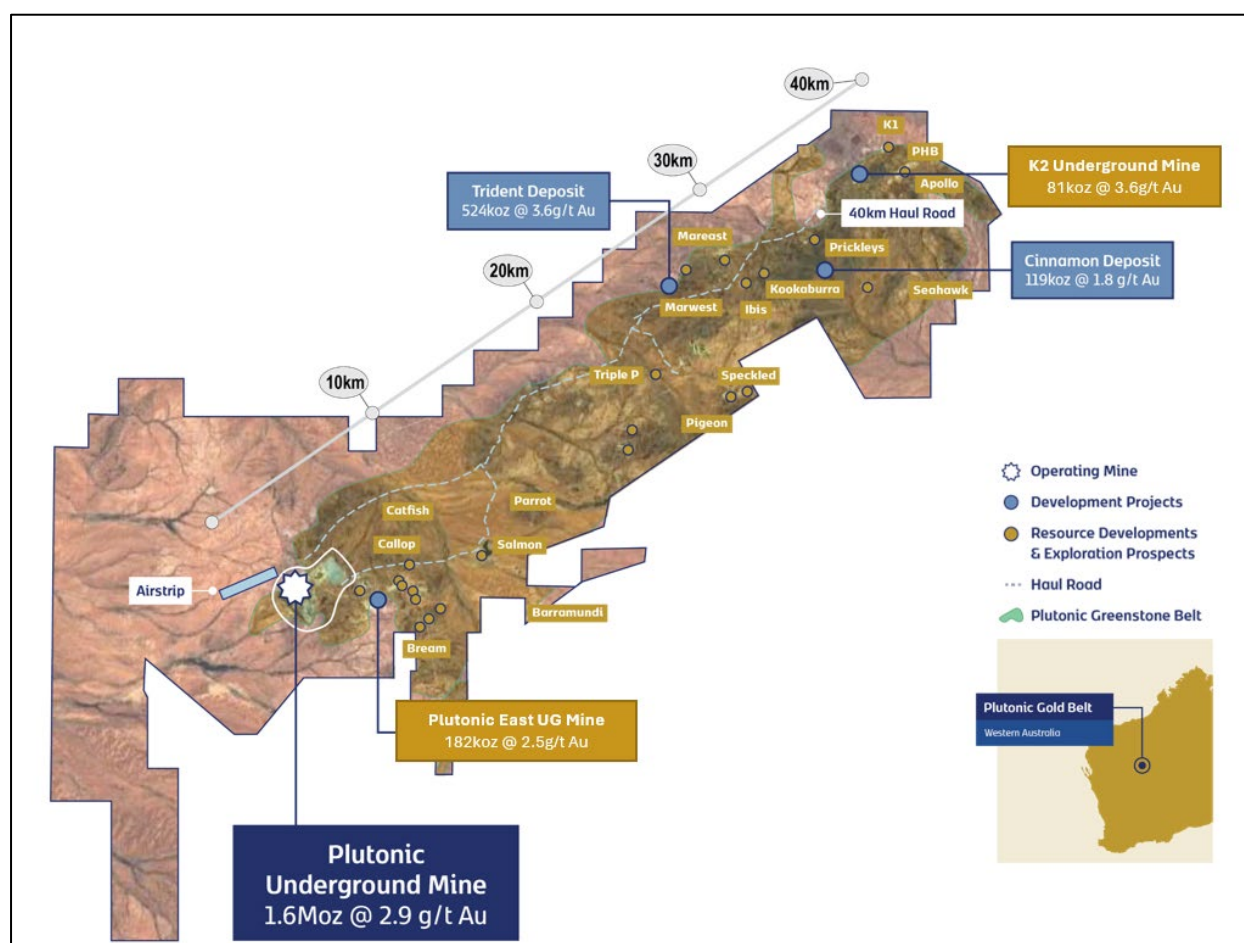 40km
K1
PHB
K2 Underground Mine
81koz @ 3.6g/t Au
30km
Trident Deposit
524koz @ 3.6g/t Au
Apollo
40km Haul Road
Mareast
Prickleys
Cinnamon Deposit
119koz @ 1.8 g/t Au
20km
Kookaburra
Seahawk
Marwest
Ibis
10km
Triple P
Speckled
Pigeon
Operating Mine
Development Projects
Catfish
Parrot
Resource Developments
& Exploration Prospects
Callop
Salmon
Haul Road
Airstrip
Barramundi
Plutonic Greenstone Belt
Bream
Plutonic East UG Mine
182koz @ 2.5g/t Au
Plutonic Gold Belt
Western Australia
Plutonic
Underground Mine
1.6Moz @ 2.9 g/t Au